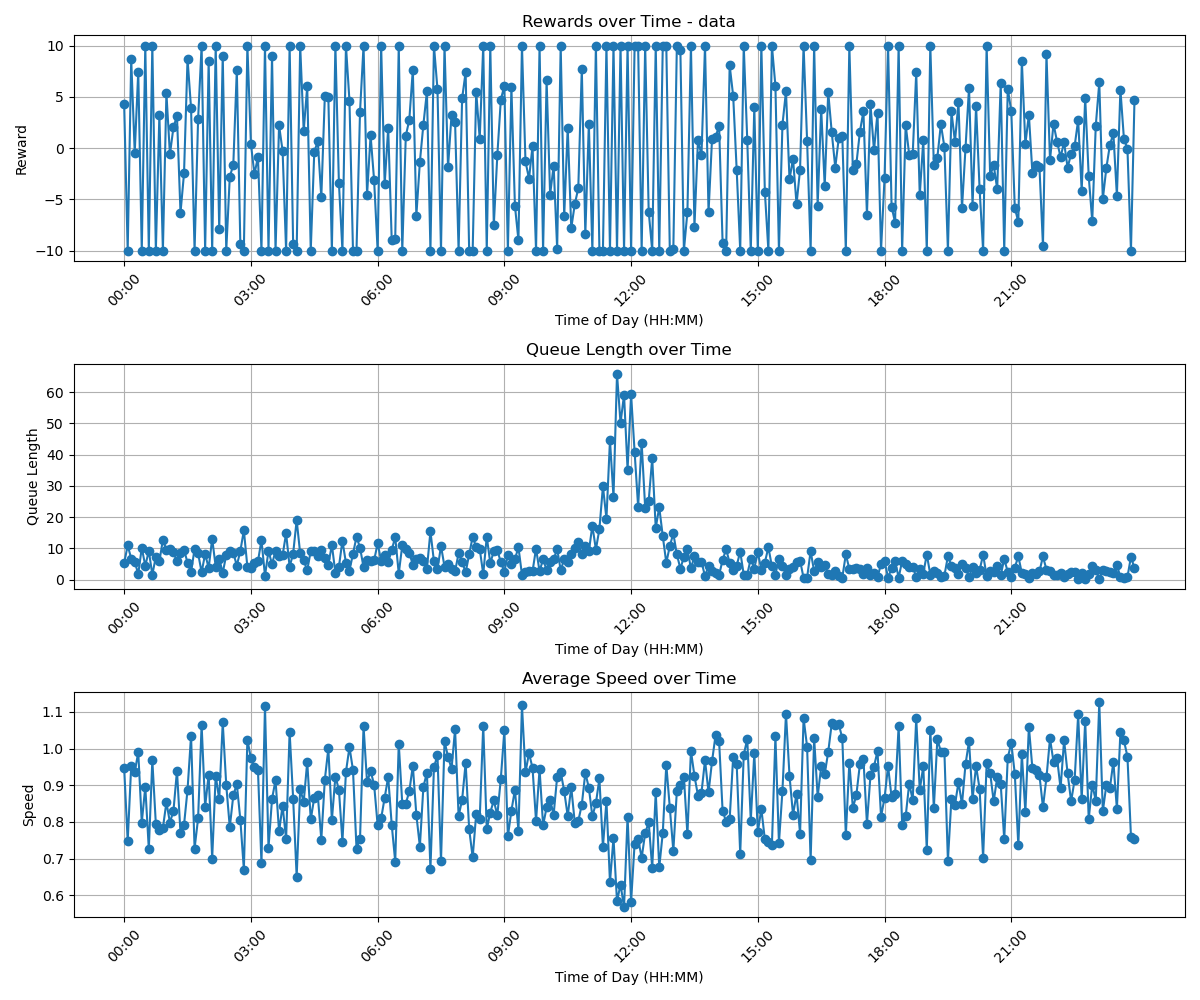 Rewards over Time - data
Reward
10
5
0
−5
−10
00:00 03:00 06:00 09:00 12:00 15:00 18:00 21:00
Time of Day (HH:MM)
Queue Length over Time
Queue Length
60
50
40
30
20
10
0
00:00 03:00 06:00 09:00 12:00 15:00 18:00 21:00
Time of Day (HH:MM)
Average Speed over Time
Speed
1.1
1.0
0.9
0.8
0.7
0.6
00:00 03:00 06:00 09:00 12:00 15:00 18:00 21:00
Time of Day (HH:MM)